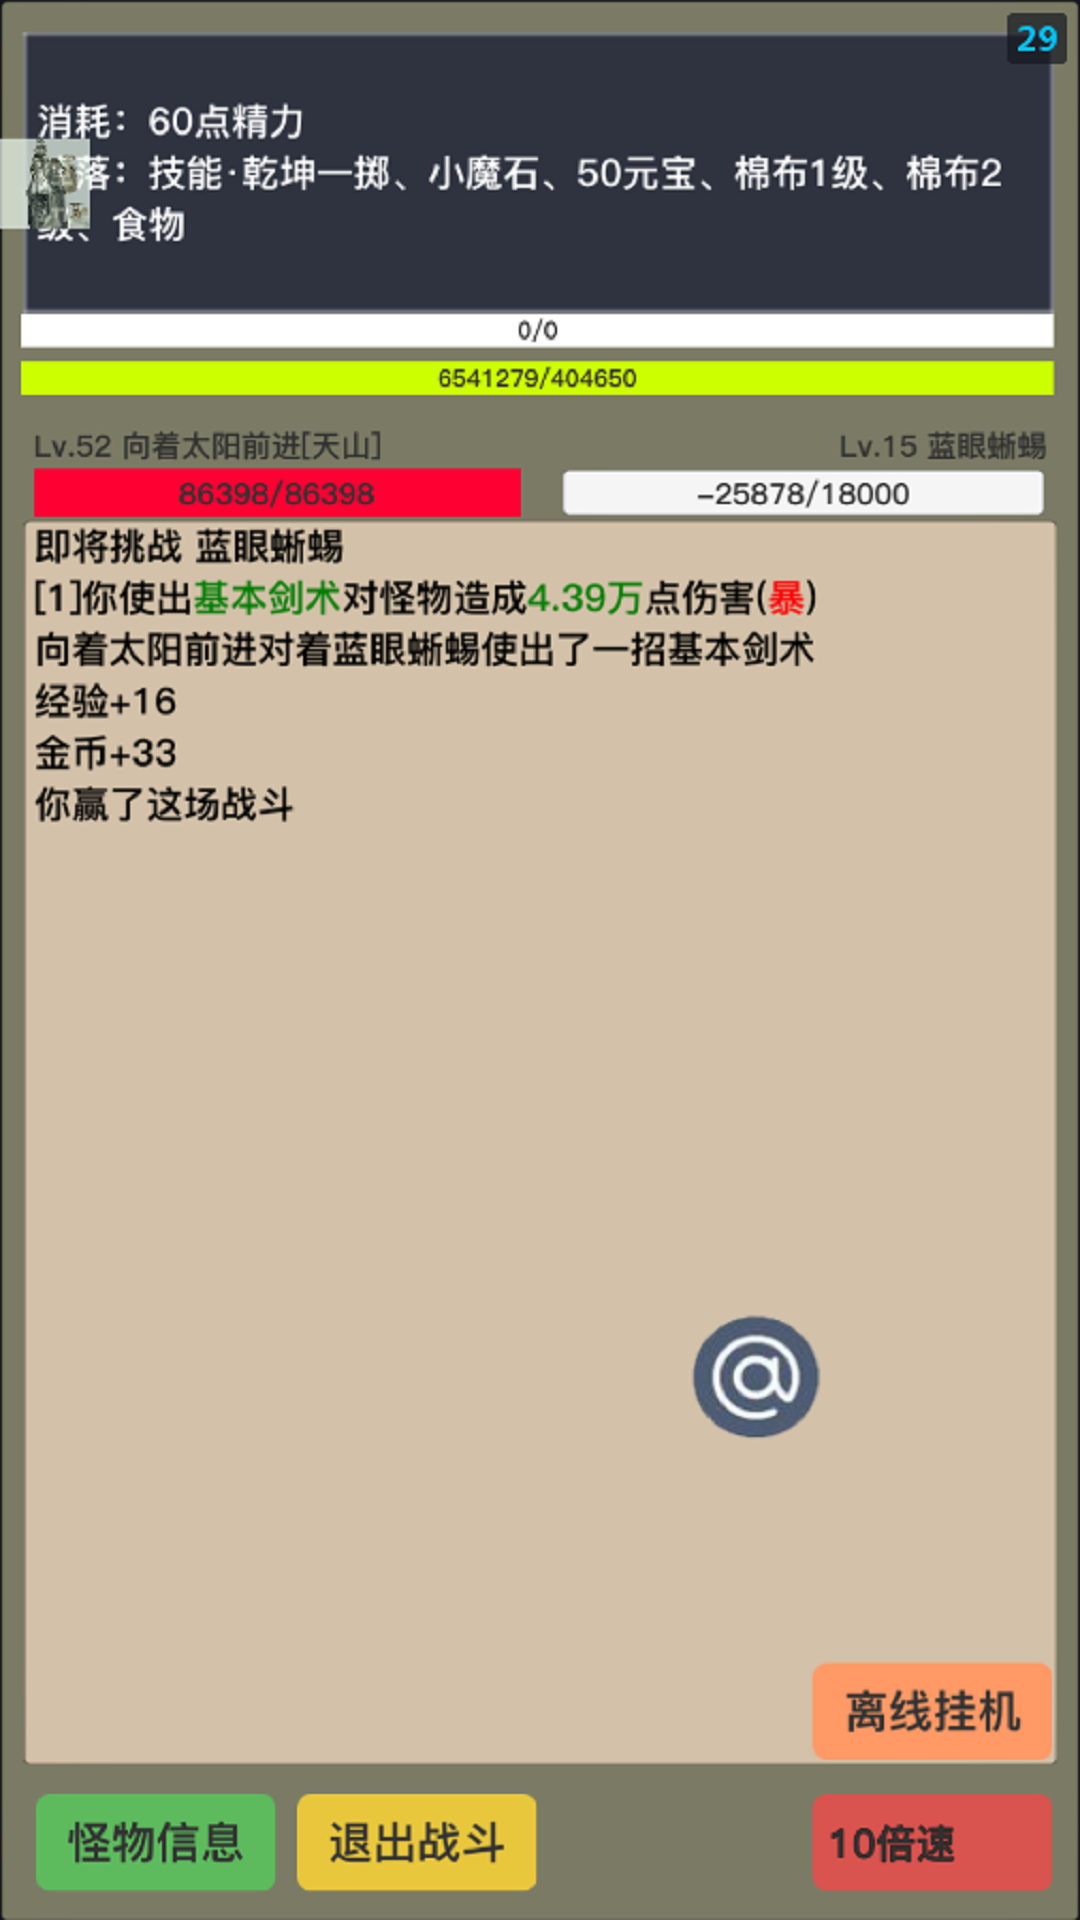 29
消耗：60点精力
落：技能·乾坤一掷、小魔石、50元宝、棉布1级、棉布2
级、食物
0/0
6541279/404650
Lv.52 向着太阳前进[天山]
Lv.15 蓝眼蜥蜴
86398/86398
-25878/18000
即将挑战 蓝眼蜥蜴
[1]你使出基本剑术对怪物造成4.39万点伤害(暴)
向着太阳前进对着蓝眼蜥蜴使出了一招基本剑术
经验+16
金币+33
你赢了这场战斗
@
离线挂机
怪物信息
退出战斗
10倍速